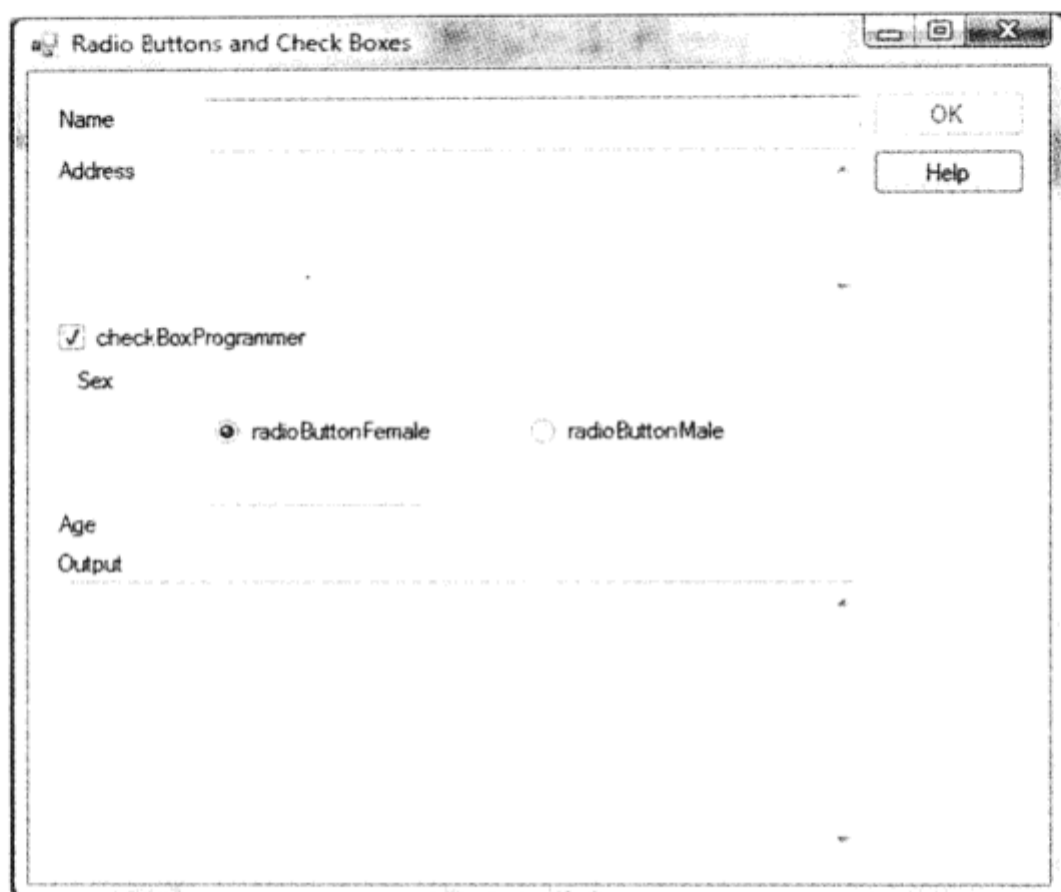 Radio Buttons and Check Boxes
Name
OK
Address
Help
checkBoxProgrammer
Sex
radioButtonFemale
radioButtonMale
Age
Output